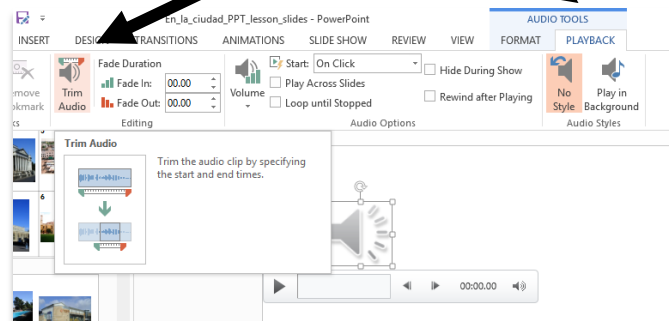 En_la_ciudad_PPT_lesson_slides - PowerPoint
AUDIO TOOLS
INSERT DESIGN TRANSITIONS ANIMATIONS SLIDE SHOW REVIEW VIEW FORMAT PLAYBACK
Fade Duration
Start: On Click
Hide During Show
Fade In: 00.00
Play Across Slides
Trim Audio
Volume
Rewind after Playing
No Style
Play in Background
Fade Out: 00.00
Loop until Stopped
Editing
Audio Options
Audio Styles
Trim Audio
Trim the audio clip by specifying
the start and end times.
6
00:00.00